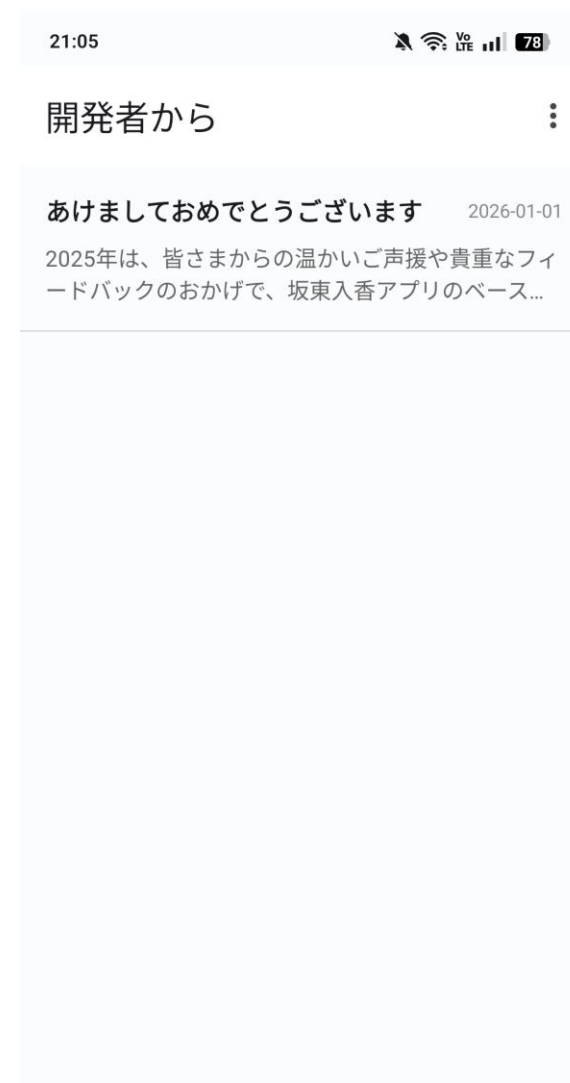 21:05
Vo LTE 78
開発者から
あけましておめでとうございます 2026-01-01
2025年は、皆さまからの温かいご声援や貴重なフィ
ードバックのおかげで、坂東入香アプリのベース...